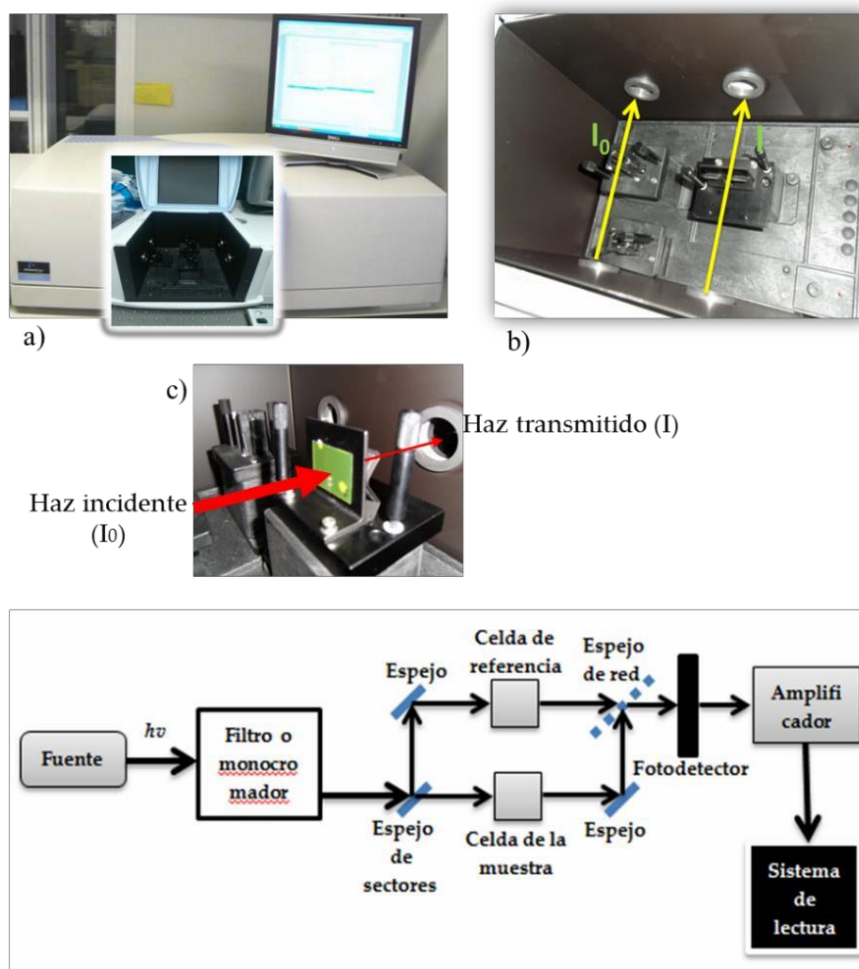 a)
I0
I
b)
c)
Haz transmitido (I)
Haz incidente
(I0)
Fuente
hν
Filtro o
monocro
mador
Espejo
Espejo
de
sectores
Celda de
referencia
Celda de la
muestra
Espejo
de red
Espejo
Fotodetector
Amplifi
cador
Sistema
de
lectura